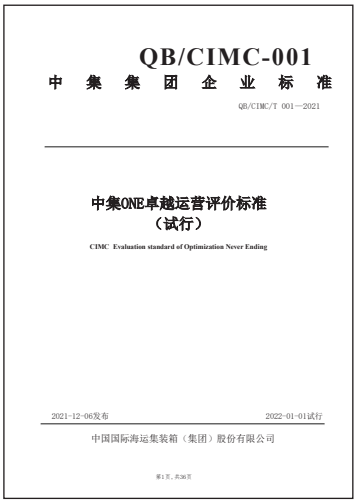 QB/CIMC-001
中集集团企业标准
QB/CIMC/T 001—2021
中集ONE卓越运营评价标准
（试行）
CIMC Evaluation standard of Optimization Never Ending
2021-12-06发布 2022-01-01试行
中国国际海运集装箱（集团）股份有限公司
第1页，共36页